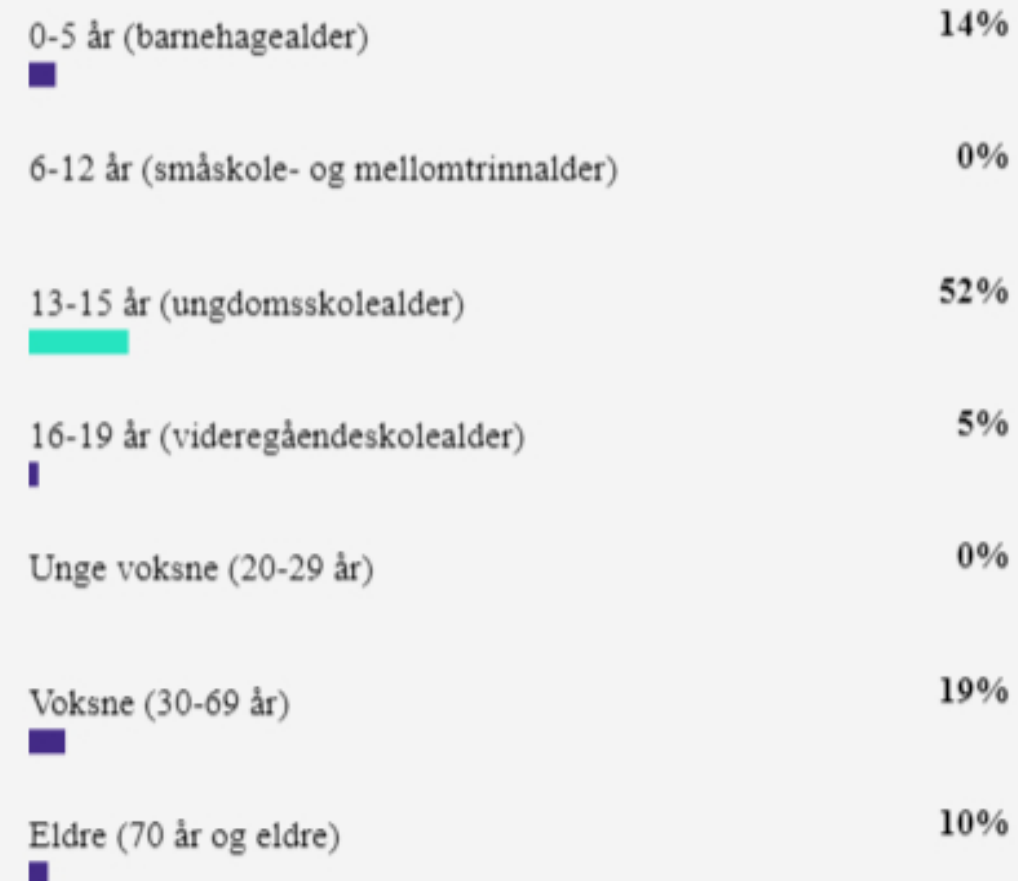 0-5 år (barnehagealder) 14%
6-12 år (småskole- og mellomtrinnalder) 0%
13-15 år (ungdomsskolealder) 52%
16-19 år (videregåendeskolealder) 5%
Unge voksne (20-29 år) 0%
Voksne (30-69 år) 19%
Eldre (70 år og eldre) 10%